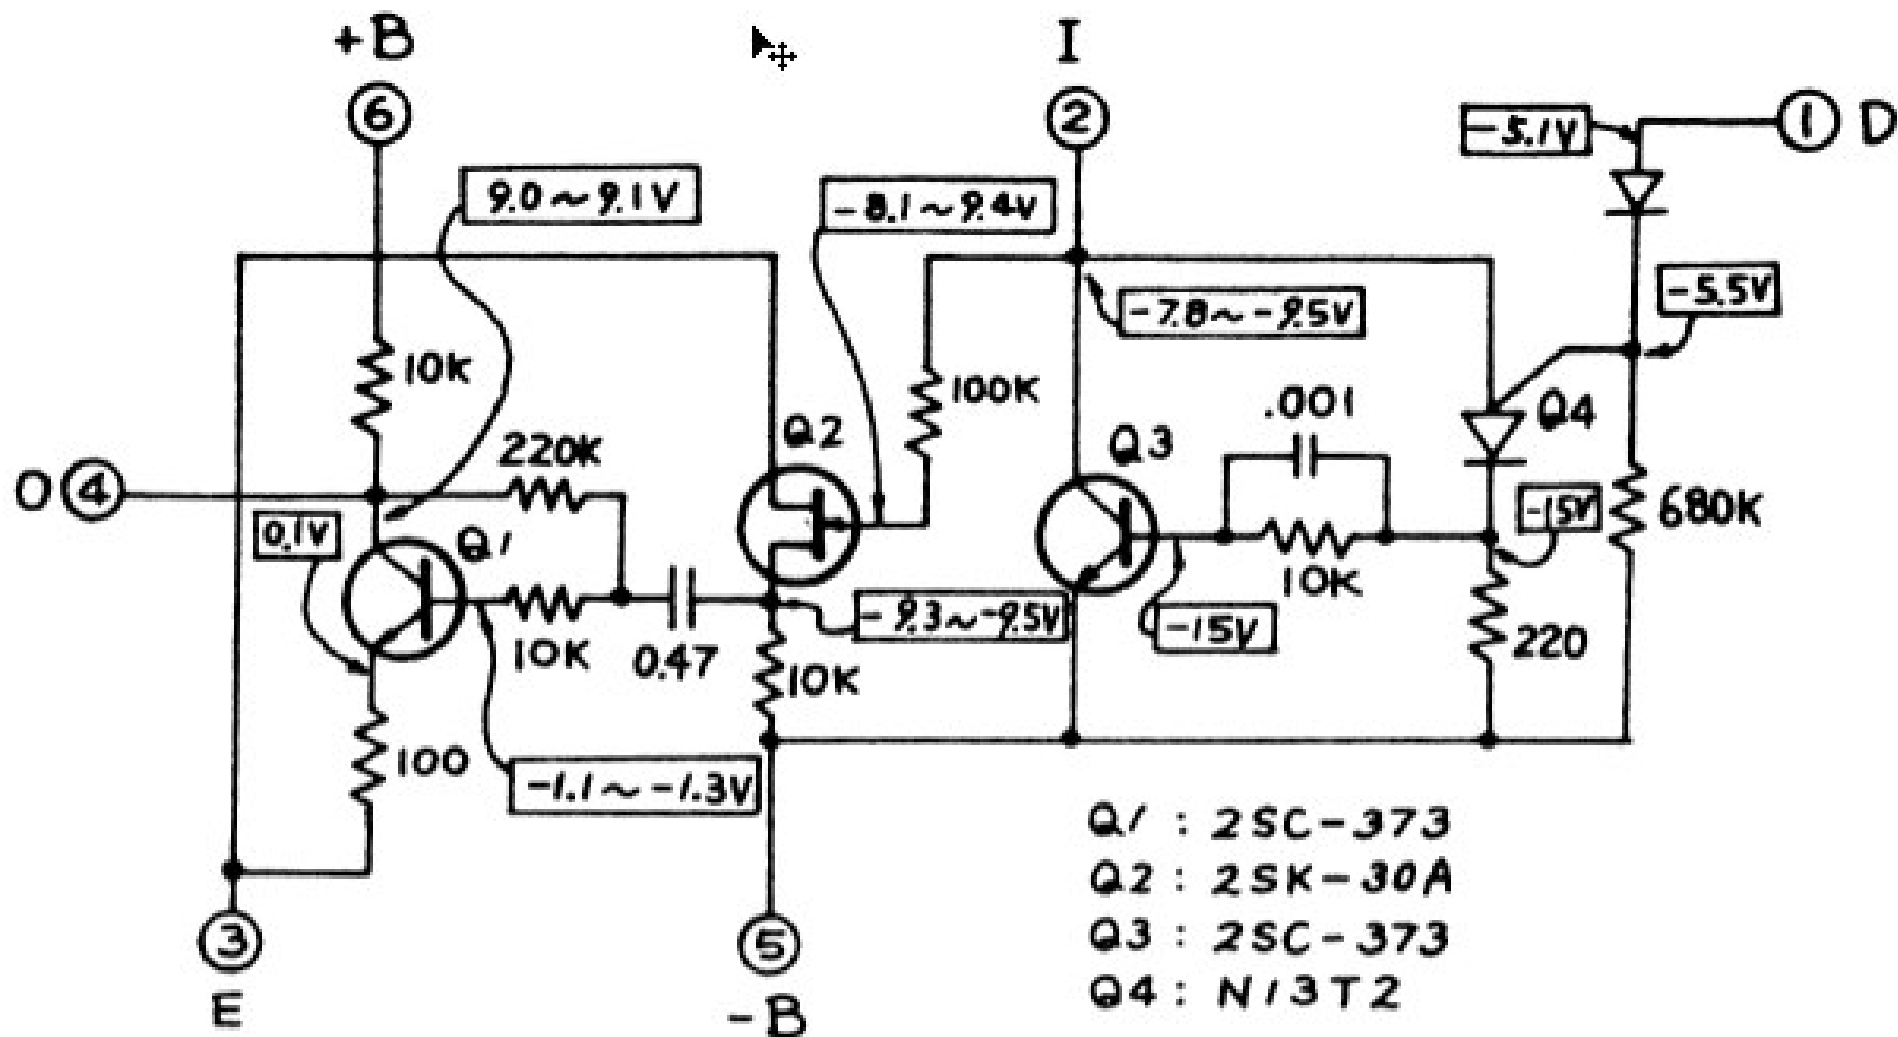 +B
I
6
2
1 D
-5.1V
9.0~9.1V
-8.1~9.4V
-5.5V
-7.8~-9.5V
10K
100K
.001
Q4
Q2
Q3
220K
O 4
-15V
680K
0.1V
Q1
10K
10K
0.47
-9.3~-9.5V
-15V
220
10K
100
-1.1~-1.3V
Q1 : 2SC-373
Q2 : 2SK-30A
Q3 : 2SC-373
Q4 : N13T2
3
5
E
-B